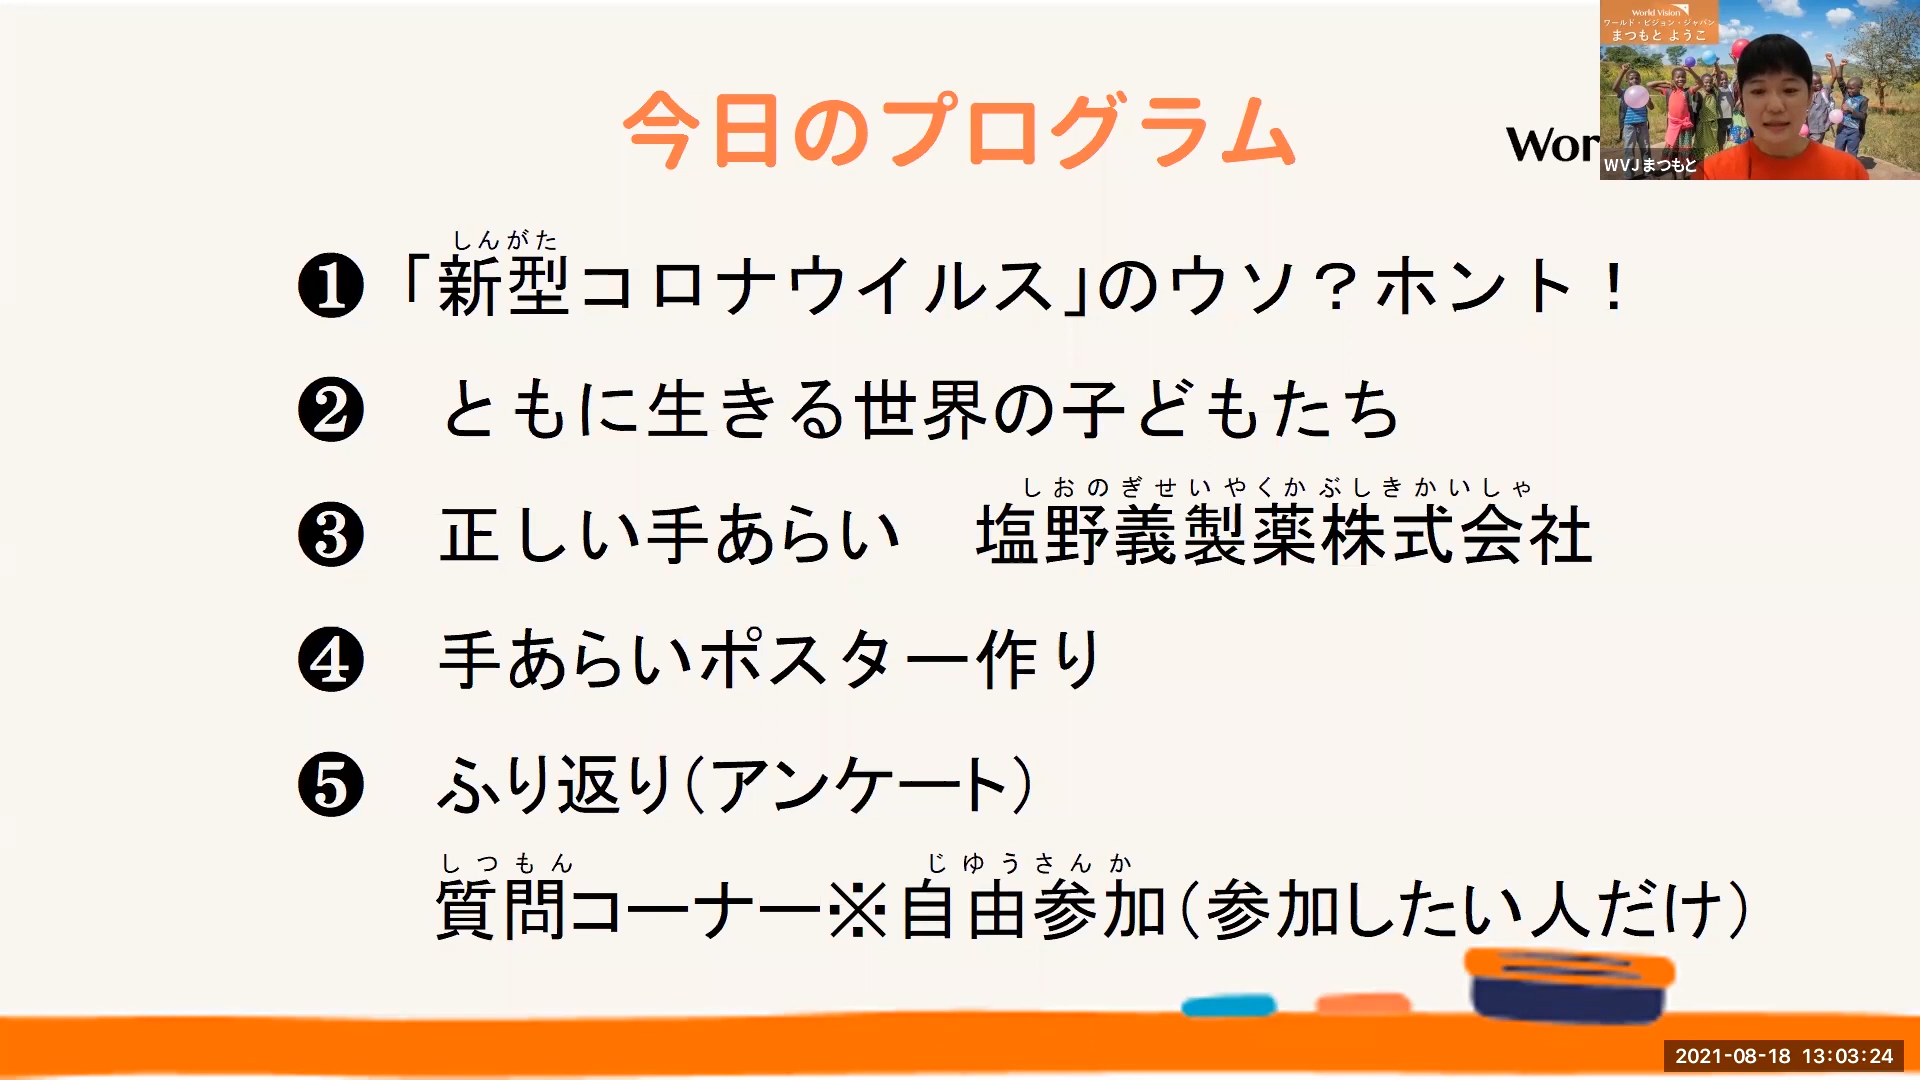 今日のプログラム
World Vision
ワールド・ビジョン・ジャパン
まつもと ようこ
Wor
WVJまつもと
しんがた
❶「新型コロナウイルス」のウソ？ホント！
❷ ともに生きる世界の子どもたち
しおのぎせいやくかぶしきかいしゃ
❸ 正しい手あらい 塩野義製薬株式会社
❹ 手あらいポスター作り
❺ ふり返り（アンケート）
しつもん じゆうさんか
質問コーナー※自由参加（参加したい人だけ）
2021-08-18 13:03:24